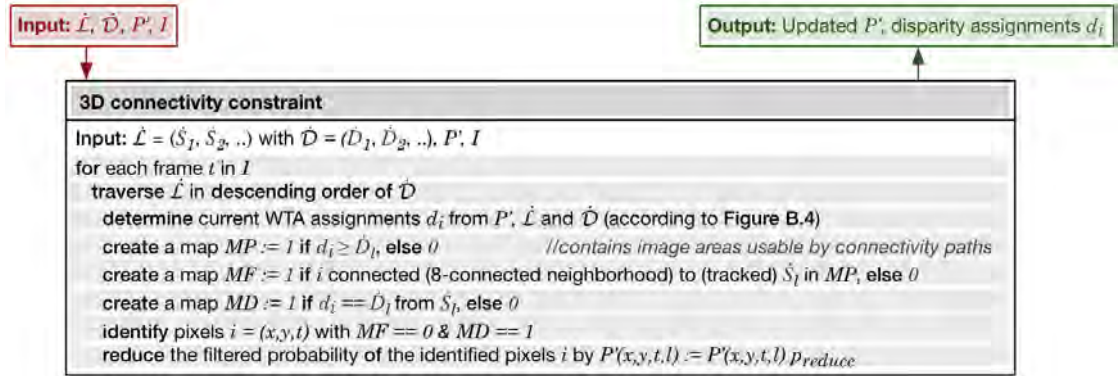 Input: L̇, Ḋ, P', I
Output: Updated P', disparity assignments dᵢ
3D connectivity constraint
Input: L̇ = (Ṡ₁, Ṡ₂, ..) with Ḋ = (Ḋ₁, Ḋ₂, ..), P', I
for each frame t in I
traverse L̇ in descending order of Ḋ
determine current WTA assignments dᵢ from P', L̇ and Ḋ (according to Figure B.4)
create a map MP := 1 if dᵢ ≥ Ḋₗ, else 0 //contains image areas usable by connectivity paths
create a map MF := 1 if i connected (8-connected neighborhood) to (tracked) Ṡₗ in MP, else 0
create a map MD := 1 if dᵢ == Ḋₗ from Ṡₗ, else 0
identify pixels i = (x,y,t) with MF == 0 & MD == 1
reduce the filtered probability of the identified pixels i by P'(x,y,t,l) := P'(x,y,t,l) p_reduce